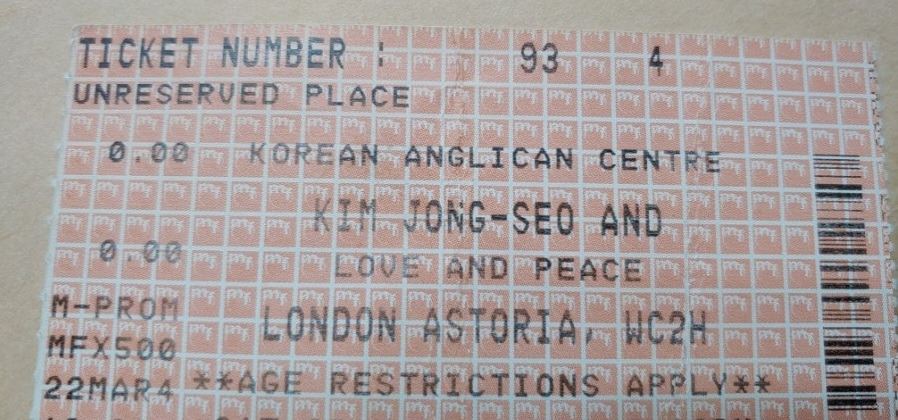 TICKET NUMBER : 93 4
UNRESERVED PLACE
0.00 KOREAN ANGLICAN CENTRE
KIM JONG-SEO AND
0.00 LOVE AND PEACE
M-PROM
LONDON ASTORIA, WC2H
MFX500
22MAR4 **AGE RESTRICTIONS APPLY**